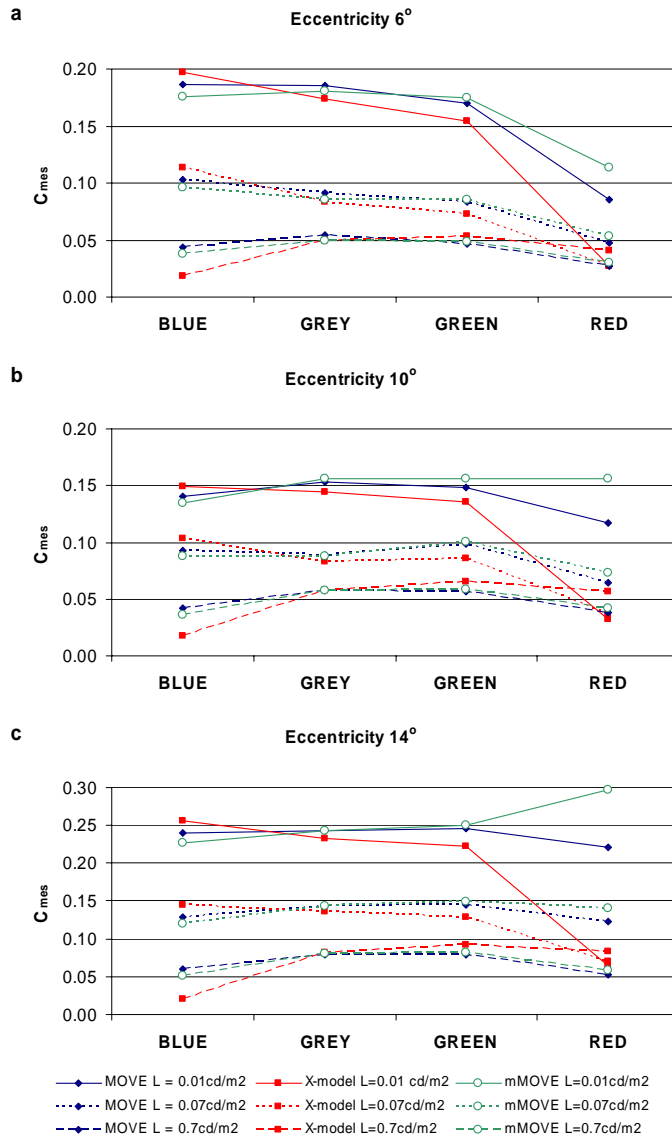 a
Eccentricity 6°
0.20
0.15
0.10
0.05
0.00
Cmes
BLUE GREY GREEN RED
b
Eccentricity 10°
0.20
0.15
0.10
0.05
0.00
Cmes
BLUE GREY GREEN RED
c
Eccentricity 14°
0.30
0.25
0.20
0.15
0.10
0.05
0.00
Cmes
BLUE GREY GREEN RED
MOVE L = 0.01cd/m2 X-model L=0.01 cd/m2 mMOVE L=0.01cd/m2
MOVE L = 0.07cd/m2 X-model L=0.07cd/m2 mMOVE L=0.07cd/m2
MOVE L = 0.7cd/m2 X-model L=0.7cd/m2 mMOVE L=0.7cd/m2